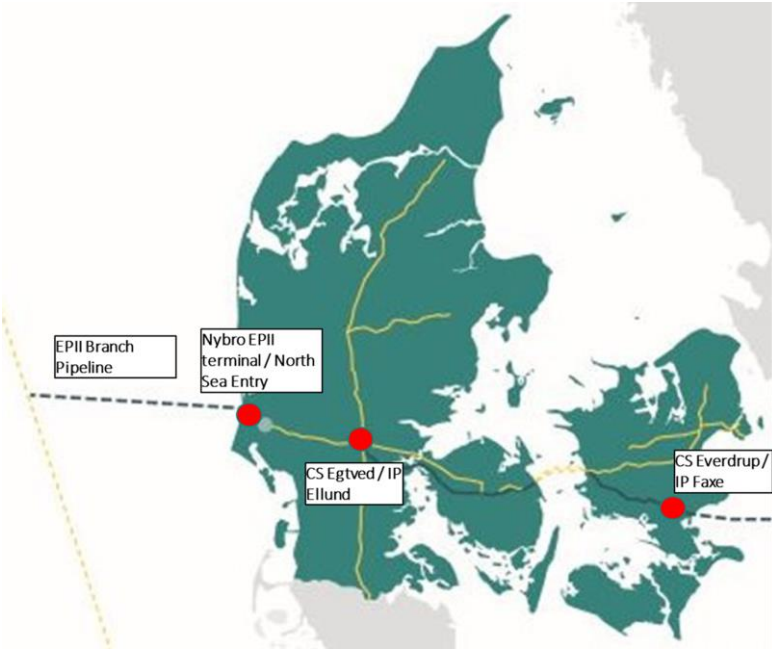 EPII Branch
Pipeline
Nybro EPII
terminal / North
Sea Entry
CS Egtved / IP
Ellund
CS Everdrup/
IP Faxe